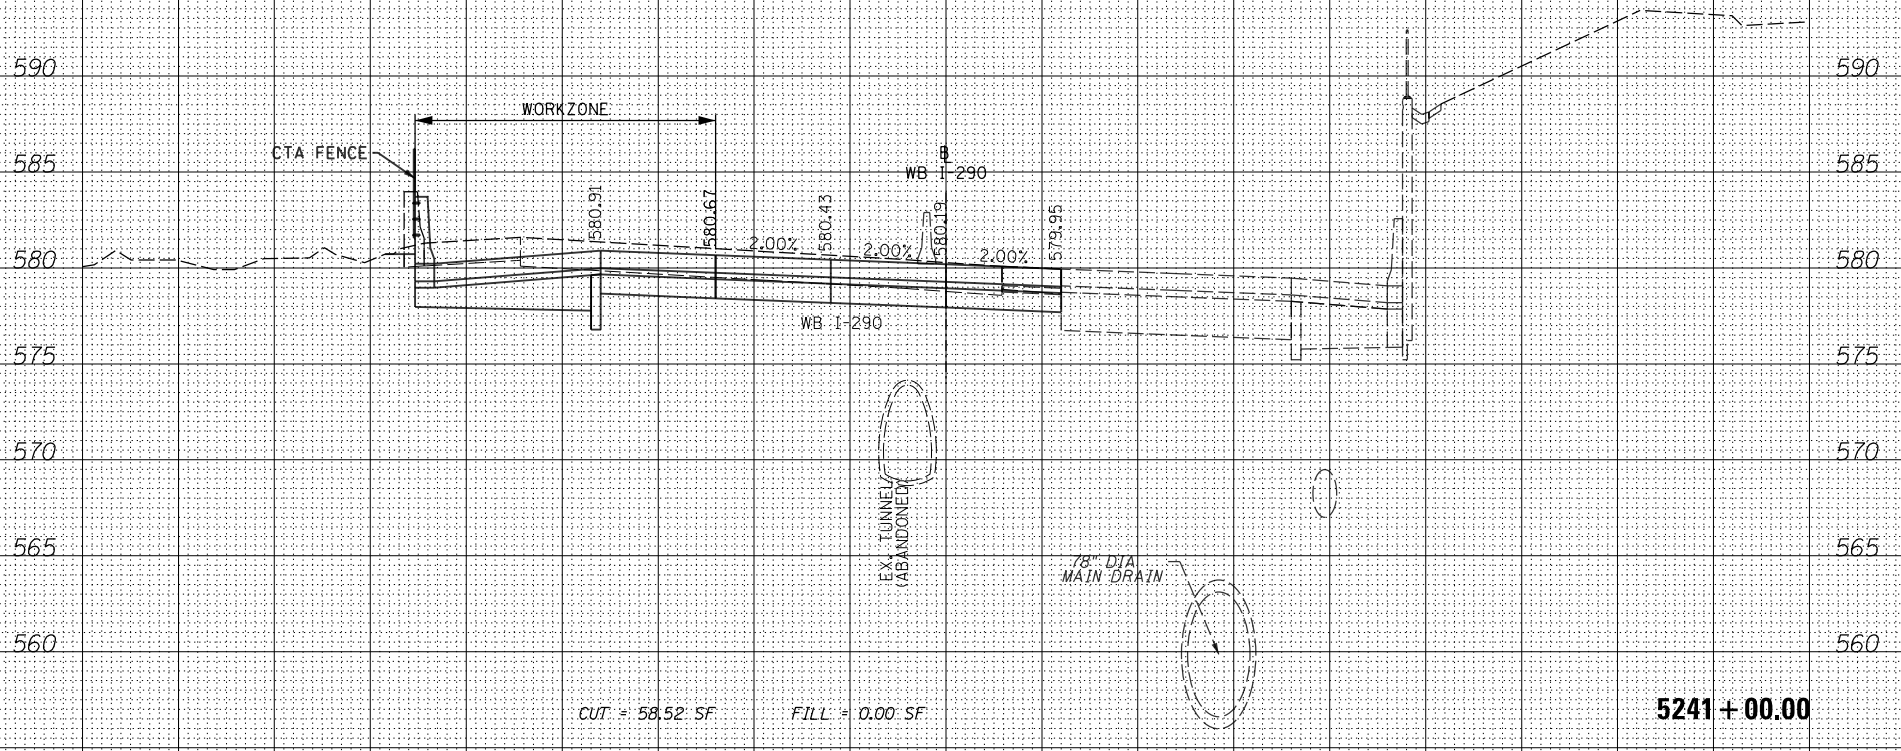 590 590
WORKZONE
CTA FENCE
585 585
B
WB I-290
580.91
580.67
580.43
580.19
579.95
2.00%
2.00%
2.00%
580 580
WB I-290
575 575
570 570
EX. TUNNEL
(ABANDONED)
565 565
78" DIA
MAIN DRAIN
560 560
CUT = 58.52 SF FILL = 0.00 SF
5241+00.00